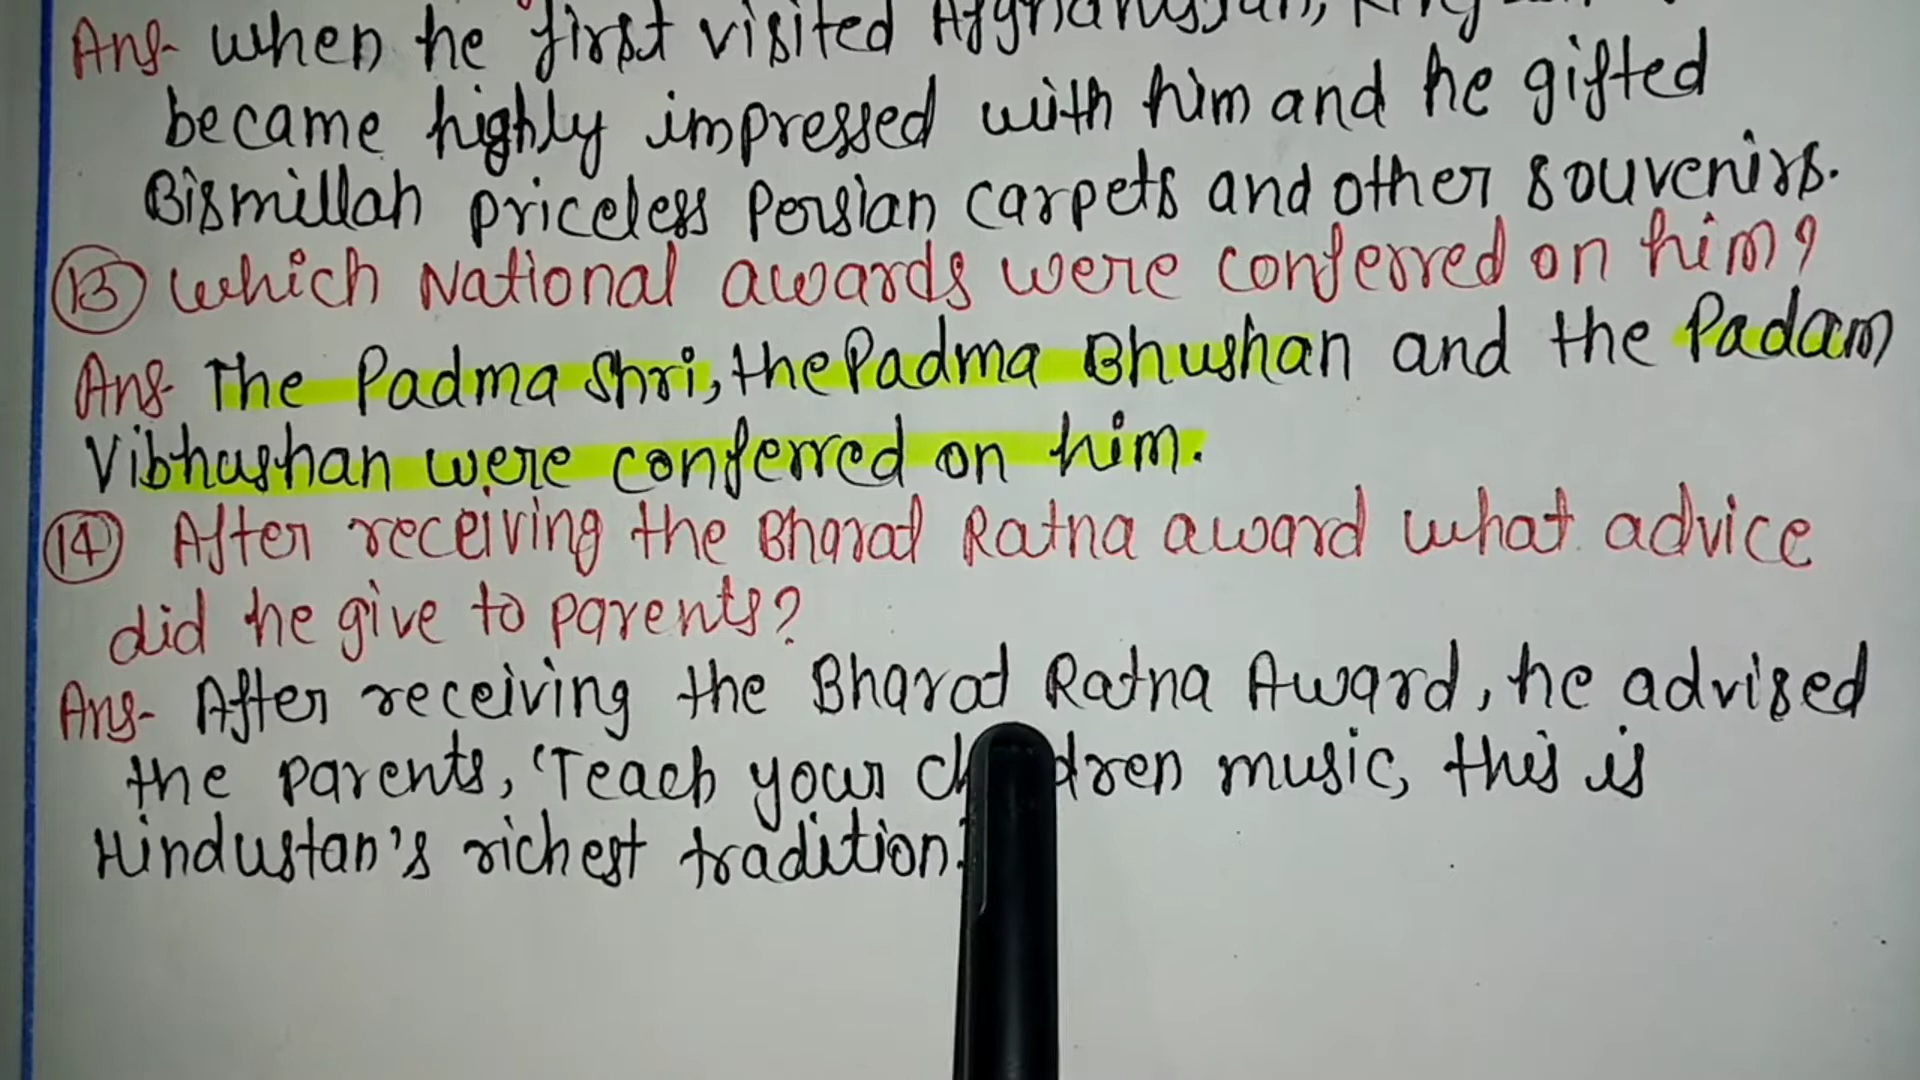 Ans- When he first visited Afghanistan, King
became highly impressed with him and he gifted
Bismillah priceless Persian carpets and other souvenirs.
13 Which National awards were conferred on him?
Ans- The Padma Shri, the Padma Bhushan and the Padam
Vibhushan were conferred on him.
14 After receiving the Bharat Ratna award what advice
did he give to parents?
Ans- After receiving the Bharat Ratna Award, he advised
the parents, 'Teach your children music, this is
Hindustan's richest tradition.'